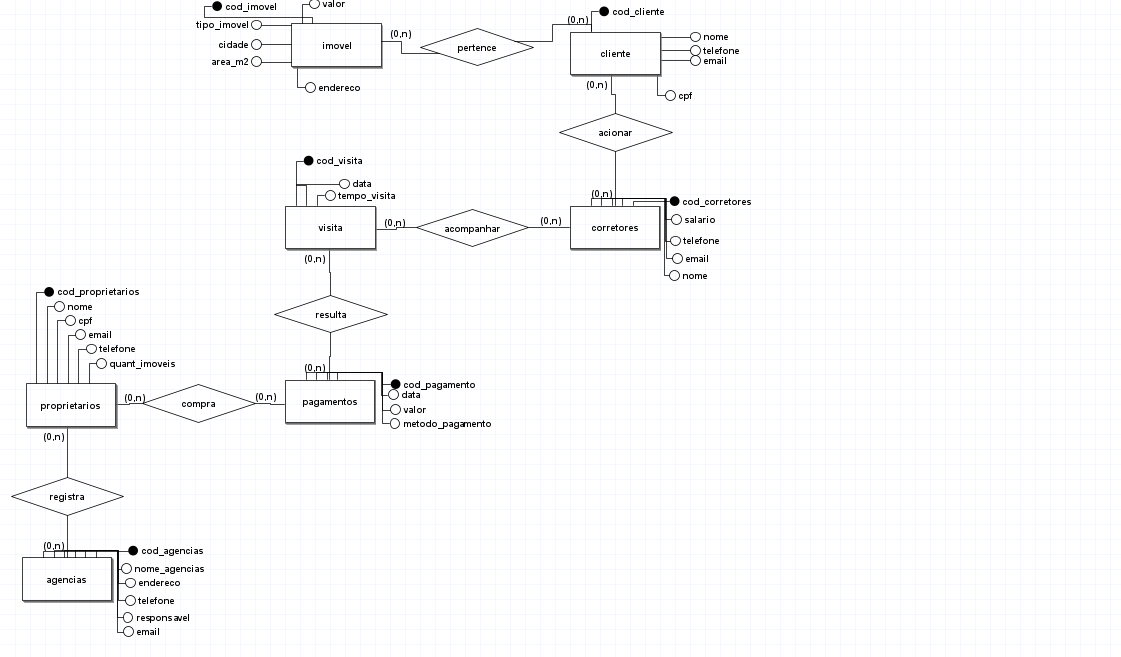 cod_imovel
valor
tipo_imovel
cidade
area_m2
imovel
endereco
(0,n)
pertence
(0,n)
cod_cliente
cliente
nome
telefone
email
cpf
(0,n)
acionar
(0,n)
cod_corretores
salario
telefone
email
nome
corretores
(0,n)
acompanhar
(0,n)
cod_visita
data
tempo_visita
visita
(0,n)
resulta
(0,n)
cod_pagamento
data
valor
metodo_pagamento
pagamentos
(0,n)
compra
(0,n)
cod_proprietarios
nome
cpf
email
telefone
quant_imoveis
proprietarios
(0,n)
registra
(0,n)
cod_agencias
nome_agencias
endereco
telefone
responsavel
email
agencias